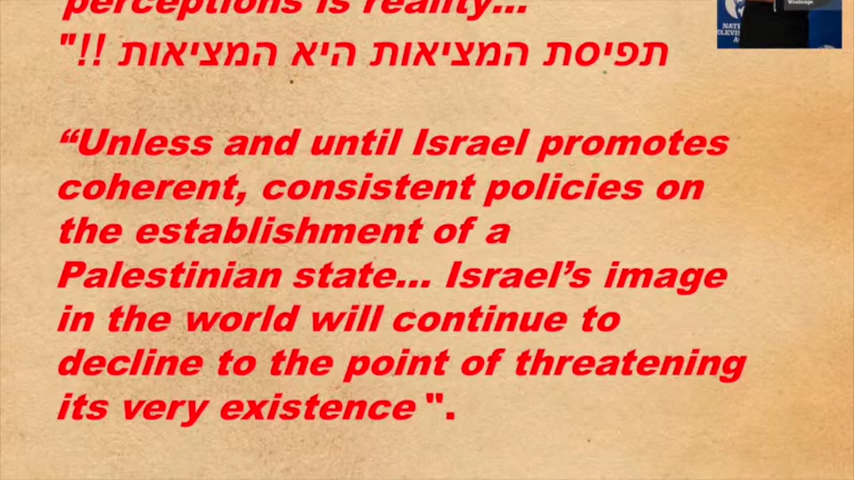 perceptions is reality...
"!! תפיסת המציאות היא המציאות
“Unless and until Israel promotes
coherent, consistent policies on
the establishment of a
Palestinian state... Israel’s image
in the world will continue to
decline to the point of threatening
its very existence ".